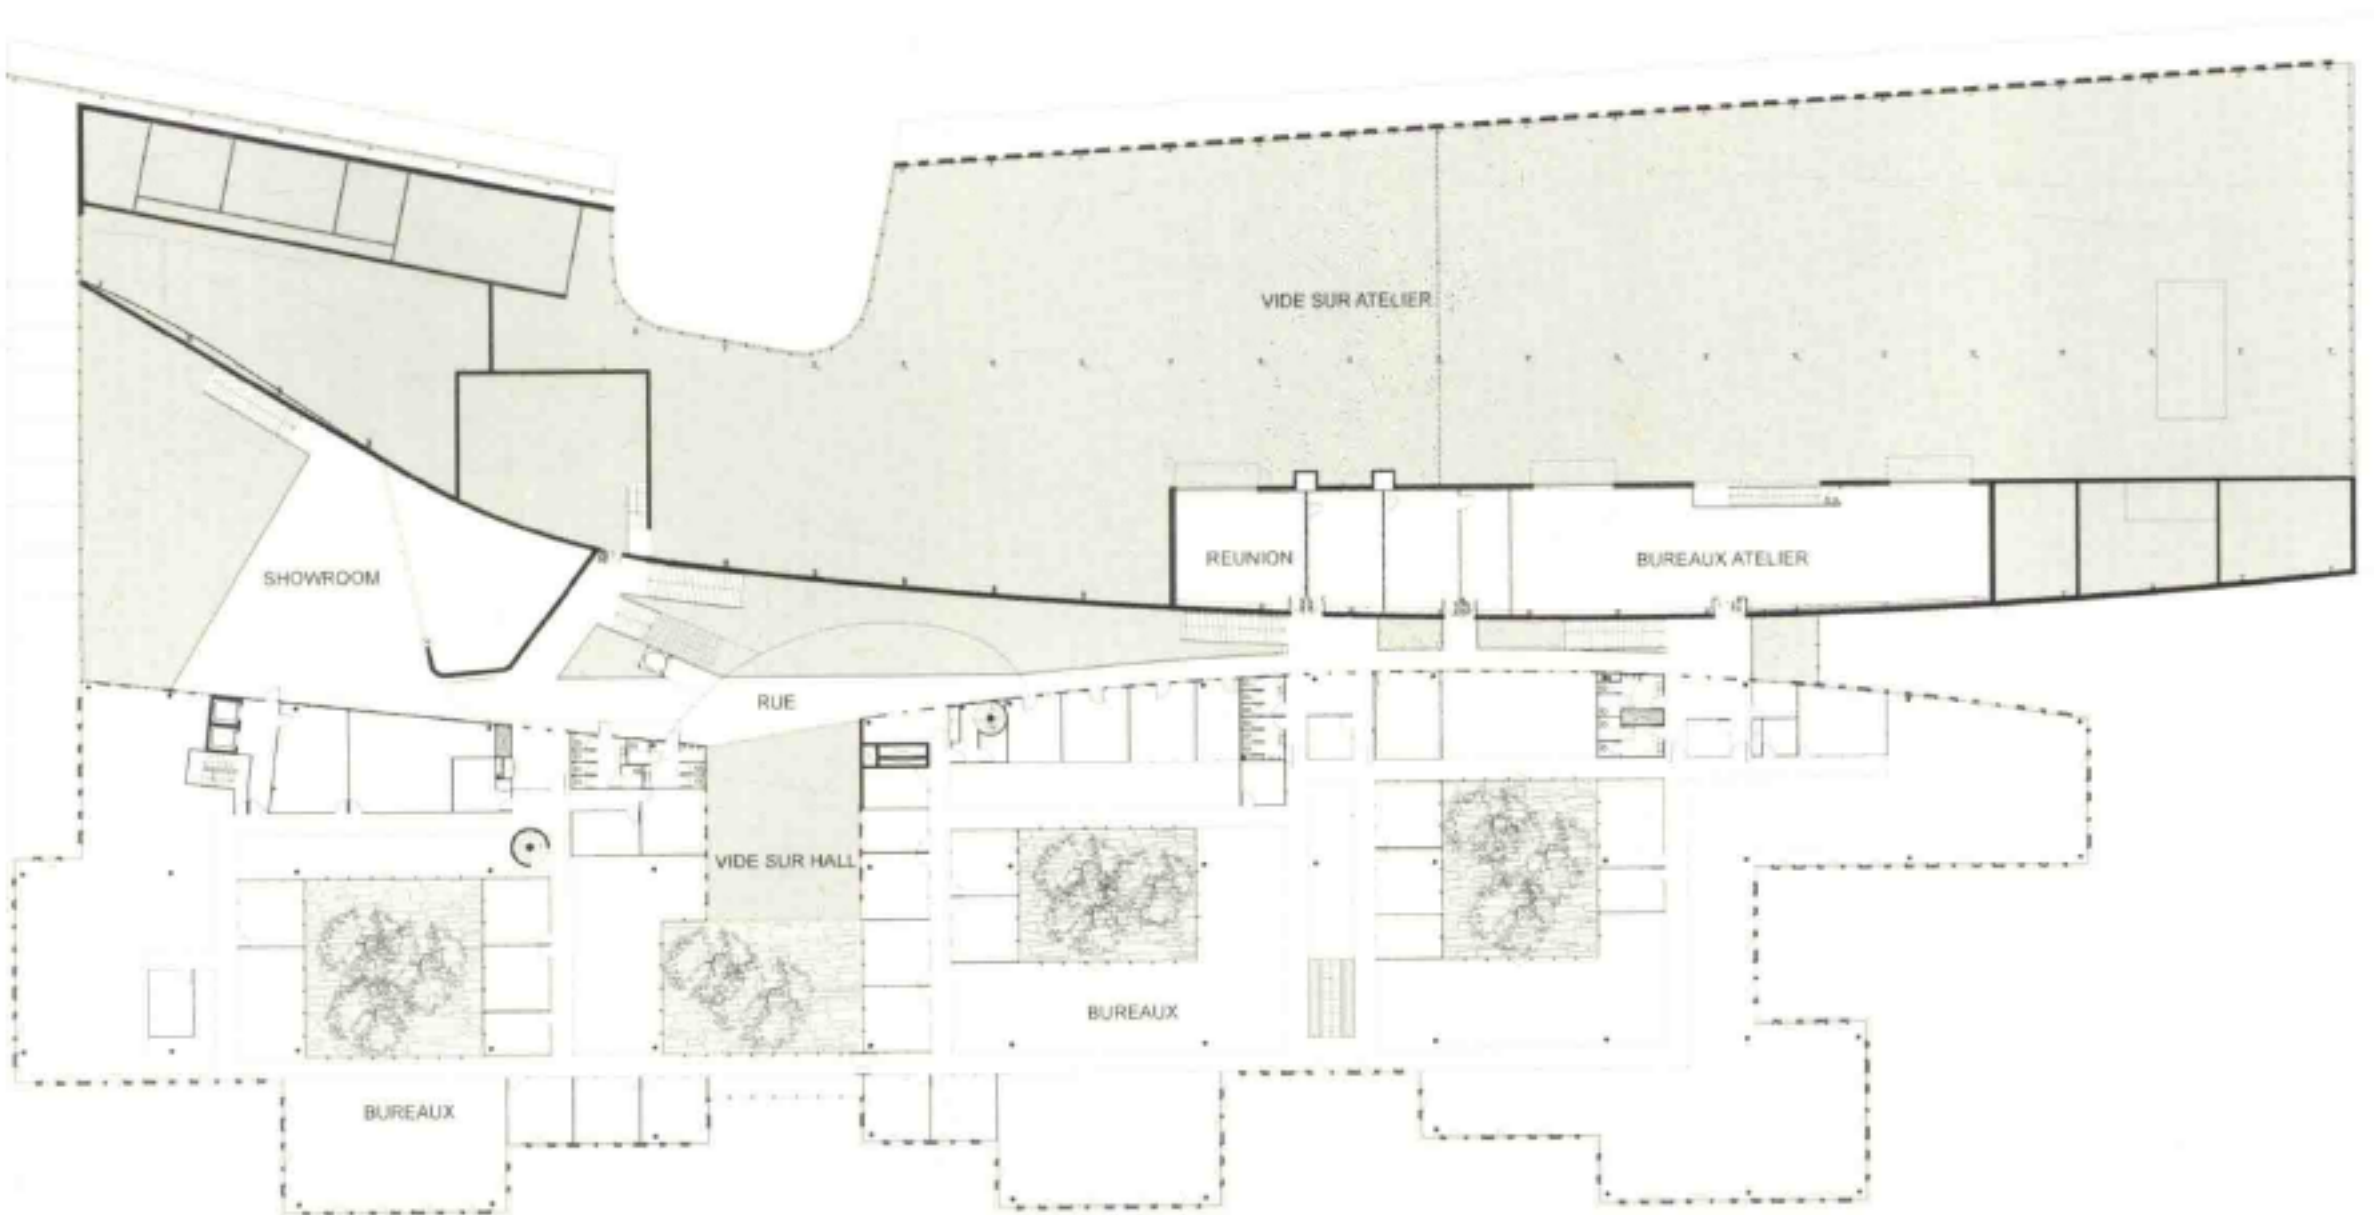 VIDE SUR ATELIER
REUNION
BUREAUX ATELIER
SHOWROOM
RUE
VIDE SUR HALL
BUREAUX
BUREAUX